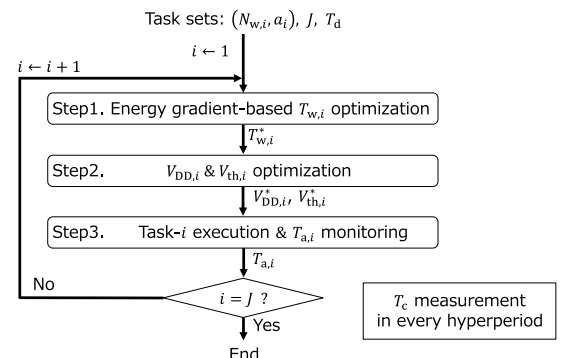 Task sets: (N_{w,i}, a_i), J, T_d
i ← 1
i ← i + 1
Step1. Energy gradient-based T_{w,i} optimization
T*_{w,i}
Step2. V_{DD,i} & V_{th,i} optimization
V*_{DD,i}, V*_{th,i}
Step3. Task-i execution & T_{a,i} monitoring
T_{a,i}
No
i = J ?
Yes
End
T_c measurement
in every hyperperiod